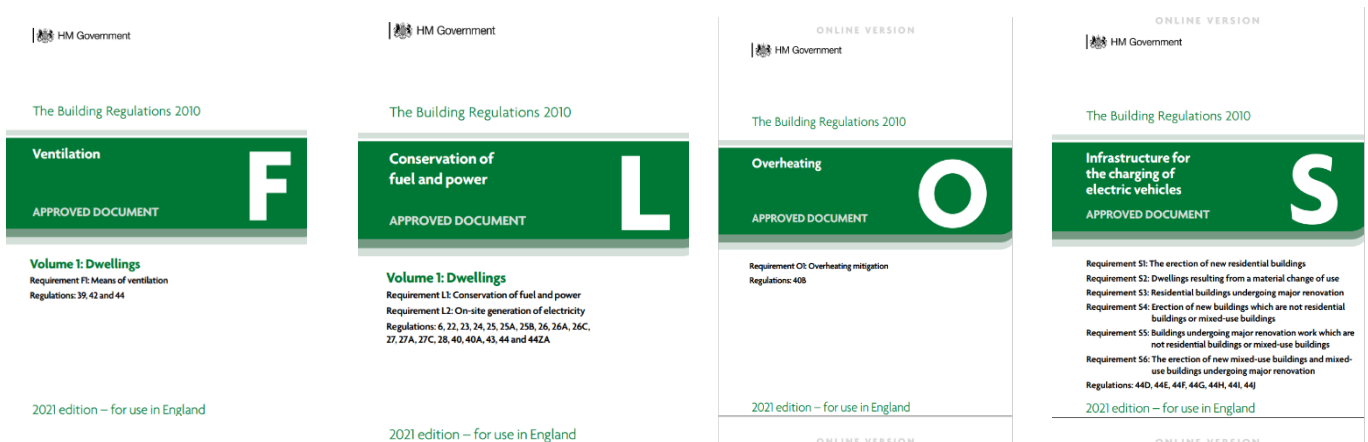 HM Government
The Building Regulations 2010
Ventilation
F
APPROVED DOCUMENT
Volume 1: Dwellings
Requirement F1: Means of ventilation
Regulations: 39, 42 and 44
2021 edition – for use in England
HM Government
The Building Regulations 2010
Conservation of
fuel and power
L
APPROVED DOCUMENT
Volume 1: Dwellings
Requirement L1: Conservation of fuel and power
Requirement L2: On-site generation of electricity
Regulations: 6, 22, 23, 24, 25, 25A, 25B, 26, 26A, 26C,
27, 27A, 27C, 28, 40, 40A, 43, 44 and 44ZA
2021 edition – for use in England
ONLINE VERSION
HM Government
The Building Regulations 2010
Overheating
O
APPROVED DOCUMENT
Requirement O1: Overheating mitigation
Regulations: 40B
2021 edition – for use in England
ONLINE VERSION
ONLINE VERSION
HM Government
The Building Regulations 2010
Infrastructure for
the charging of
electric vehicles
S
APPROVED DOCUMENT
Requirement S1: The erection of new residential buildings
Requirement S2: Dwellings resulting from a material change of use
Requirement S3: Residential buildings undergoing major renovation
Requirement S4: Erection of new buildings which are not residential
buildings or mixed-use buildings
Requirement S5: Buildings undergoing major renovation work which are
not residential buildings or mixed-use buildings
Requirement S6: The erection of new mixed-use buildings and mixed-
use buildings undergoing major renovation
Regulations: 44D, 44E, 44F, 44G, 44H, 44I, 44J
2021 edition – for use in England
ONLINE VERSION